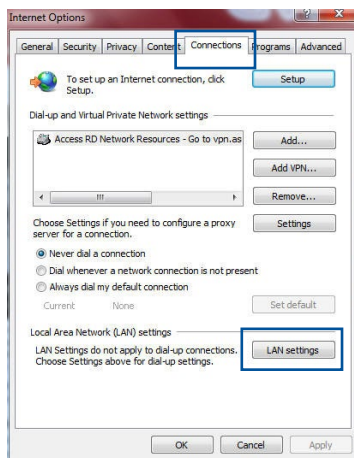 Internet Options
General Security Privacy Content Connections Programs Advanced
To set up an Internet connection, click
Setup.
Setup
Dial-up and Virtual Private Network settings
Access RD Network Resources - Go to vpn.as
Add...
Add VPN...
Remove...
Choose Settings if you need to configure a proxy
server for a connection.
Settings
Never dial a connection
Dial whenever a network connection is not present
Always dial my default connection
Current None
Set default
Local Area Network (LAN) settings
LAN Settings do not apply to dial-up connections.
Choose Settings above for dial-up settings.
LAN settings
OK Cancel Apply